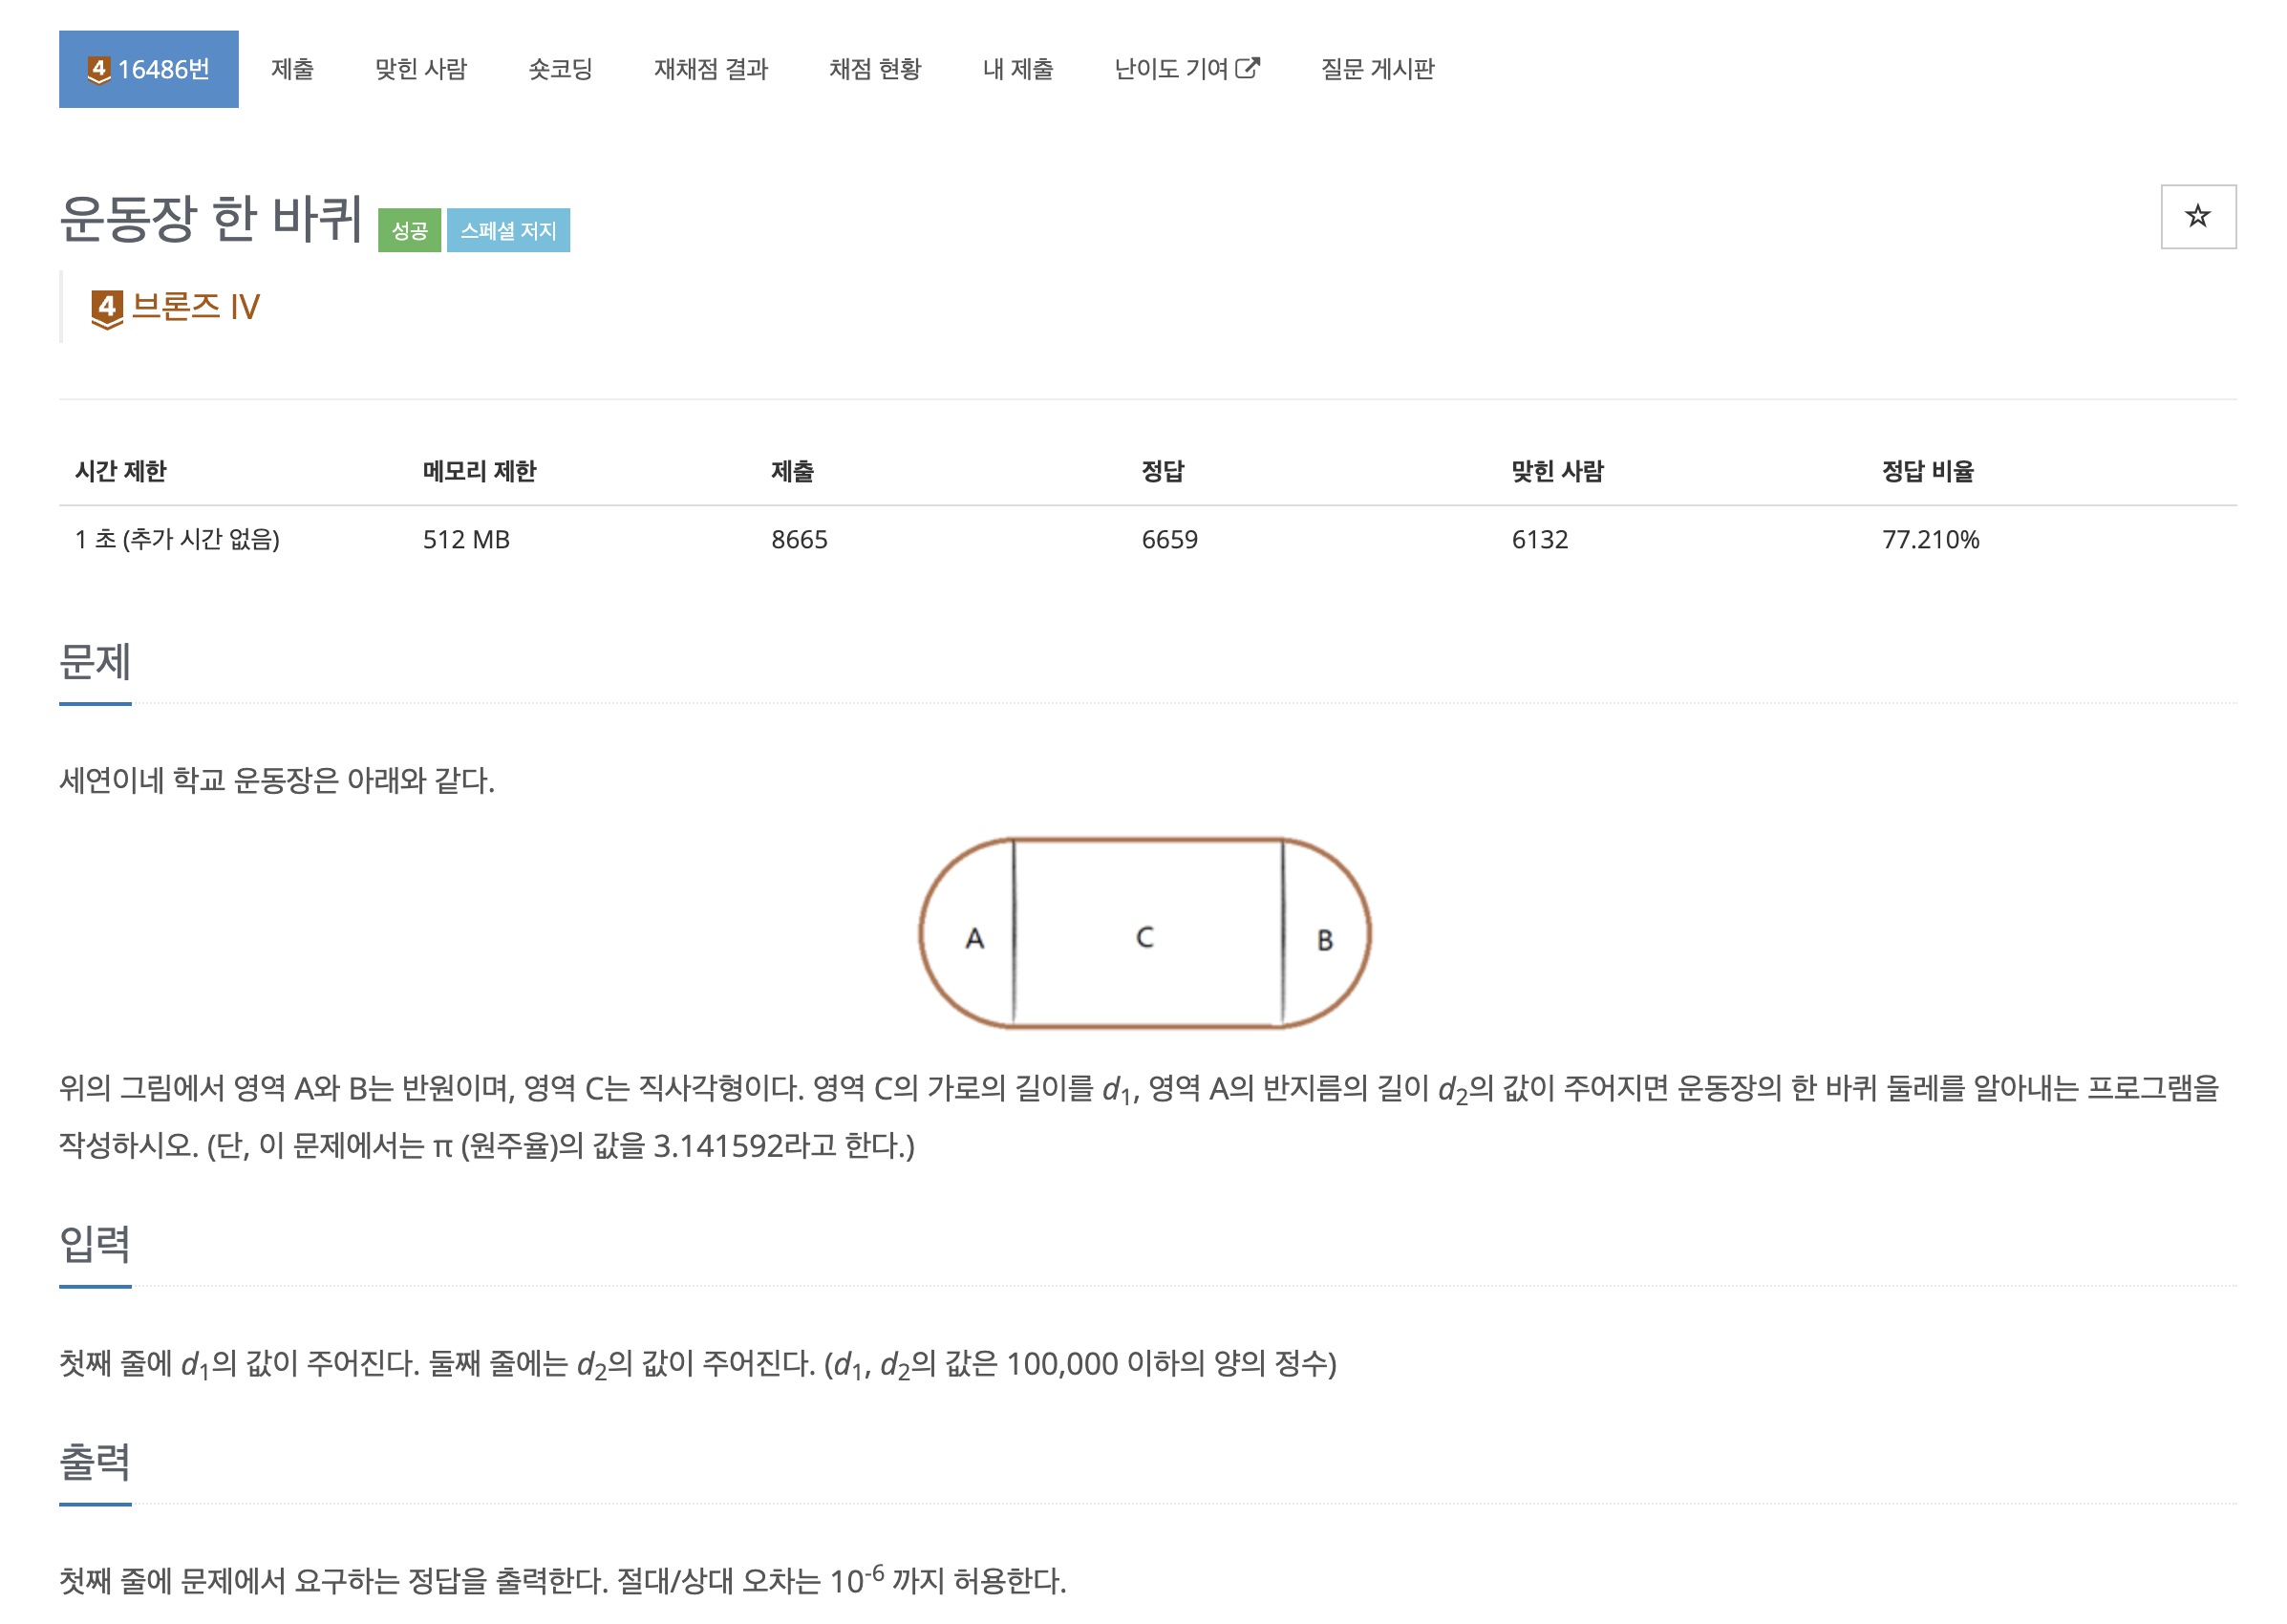 4 16486번 제출 맞힌 사람 숏코딩 재채점 결과 채점 현황 내 제출 난이도 기여 질문 게시판
운동장 한 바퀴 성공 스페셜 저지
4 브론즈 IV
시간 제한 메모리 제한 제출 정답 맞힌 사람 정답 비율
1 초 (추가 시간 없음) 512 MB 8665 6659 6132 77.210%
문제
세연이네 학교 운동장은 아래와 같다.
A C B
위의 그림에서 영역 A와 B는 반원이며, 영역 C는 직사각형이다. 영역 C의 가로의 길이를 d₁, 영역 A의 반지름의 길이 d₂의 값이 주어지면 운동장의 한 바퀴 둘레를 알아내는 프로그램을
작성하시오. (단, 이 문제에서는 π (원주율)의 값을 3.141592라고 한다.)
입력
첫째 줄에 d₁의 값이 주어진다. 둘째 줄에는 d₂의 값이 주어진다. (d₁, d₂의 값은 100,000 이하의 양의 정수)
출력
첫째 줄에 문제에서 요구하는 정답을 출력한다. 절대/상대 오차는 10⁻⁶ 까지 허용한다.